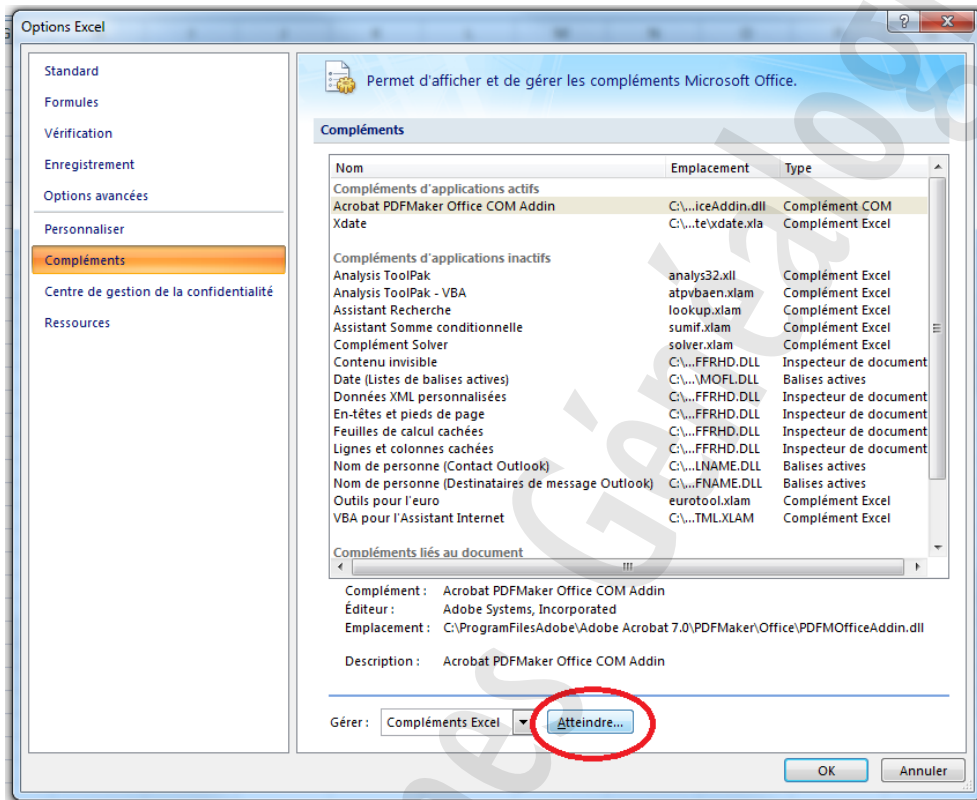 Options Excel
Standard
Formules
Vérification
Enregistrement
Options avancées
Personnaliser
Compléments
Centre de gestion de la confidentialité
Ressources
Permet d'afficher et de gérer les compléments Microsoft Office.
Compléments
Nom Emplacement Type
Compléments d'applications actifs
Acrobat PDFMaker Office COM Addin C:\...iceAddin.dll Complément COM
Xdate C:\...te\xdate.xla Complément Excel
Compléments d'applications inactifs
Analysis ToolPak analys32.xll Complément Excel
Analysis ToolPak - VBA atpvbaen.xlam Complément Excel
Assistant Recherche lookup.xlam Complément Excel
Assistant Somme conditionnelle sumif.xlam Complément Excel
Complément Solver solver.xlam Complément Excel
Contenu invisible C:\...FFRHD.DLL Inspecteur de document
Date (Listes de balises actives) C:\...\MOFL.DLL Balises actives
Données XML personnalisées C:\...FFRHD.DLL Inspecteur de document
En-têtes et pieds de page C:\...FFRHD.DLL Inspecteur de document
Feuilles de calcul cachées C:\...FFRHD.DLL Inspecteur de document
Lignes et colonnes cachées C:\...FFRHD.DLL Inspecteur de document
Nom de personne (Contact Outlook) C:\...LNAME.DLL Balises actives
Nom de personne (Destinataires de message Outlook) C:\...FNAME.DLL Balises actives
Outils pour l'euro eurotool.xlam Complément Excel
VBA pour l'Assistant Internet C:\...TML.XLAM Complément Excel
Compléments liés au document
Complément : Acrobat PDFMaker Office COM Addin
Éditeur : Adobe Systems, Incorporated
Emplacement : C:\ProgramFilesAdobe\Adobe Acrobat 7.0\PDFMaker\Office\PDFMOfficeAddin.dll
Description : Acrobat PDFMaker Office COM Addin
Gérer : Compléments Excel Atteindre...
OK Annuler